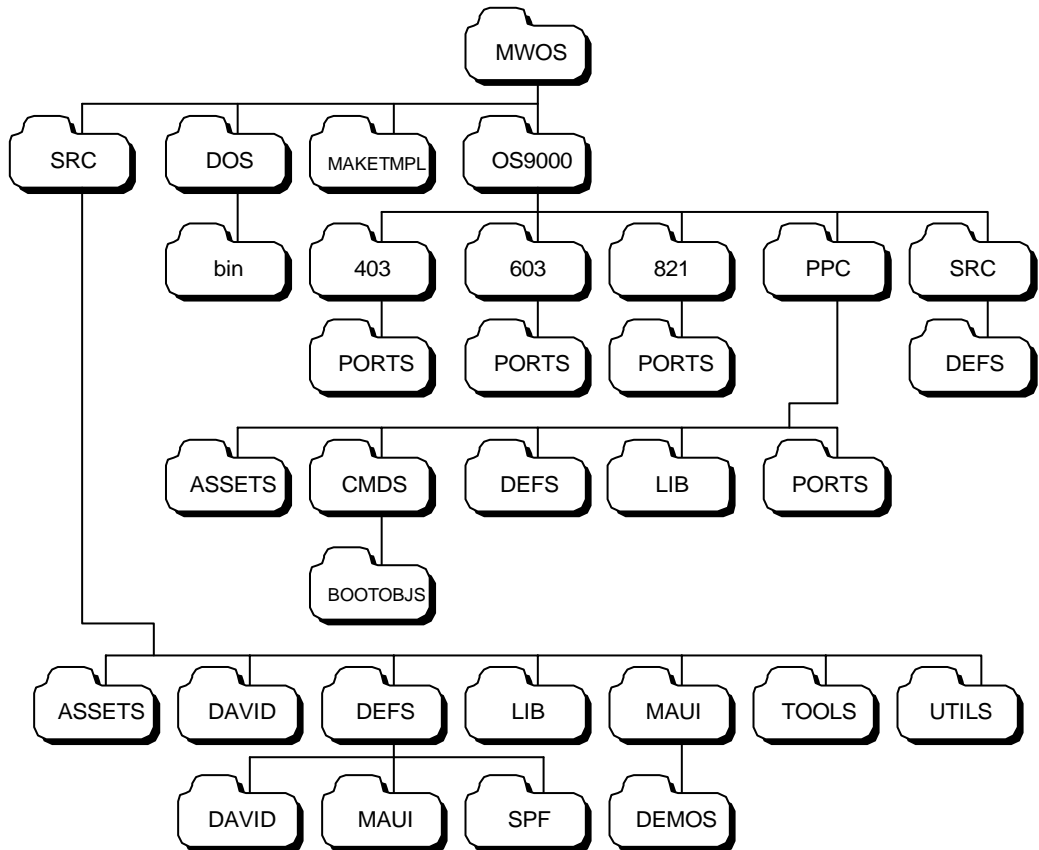 MWOS
SRC
DOS
MAKETMPL
OS9000
bin
403
603
821
PPC
SRC
PORTS
PORTS
PORTS
DEFS
ASSETS
CMDS
DEFS
LIB
PORTS
BOOTOBJS
ASSETS
DAVID
DEFS
LIB
MAUI
TOOLS
UTILS
DAVID
MAUI
SPF
DEMOS